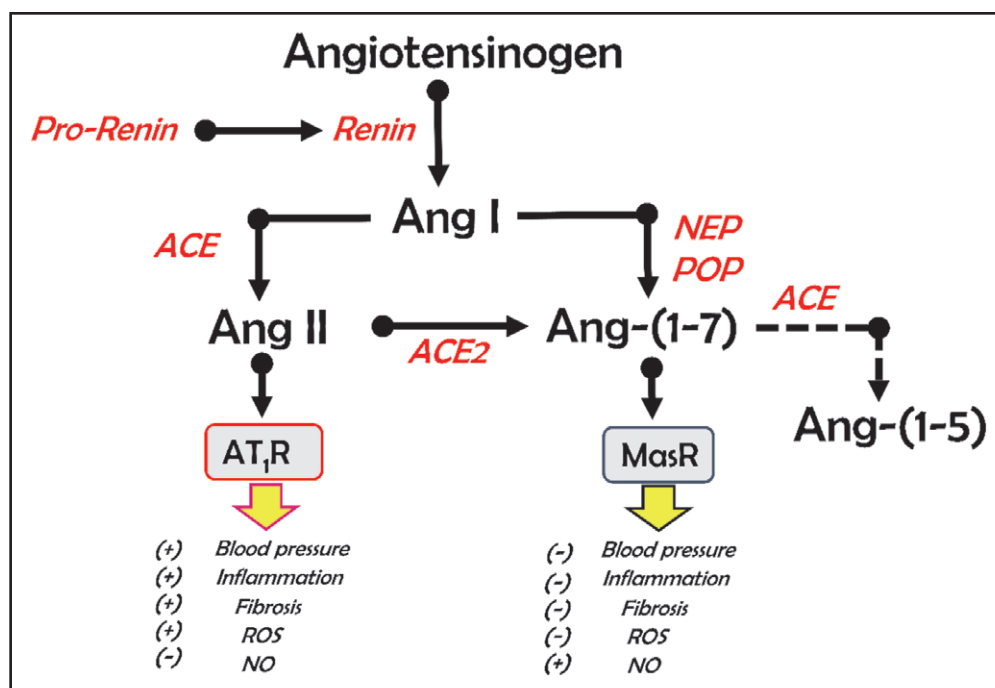 Angiotensinogen
Pro-Renin
Renin
Ang I
ACE
NEP
POP
ACE
Ang II
ACE2
Ang-(1-7)
Ang-(1-5)
AT₁R
MasR
(+) Blood pressure
(+) Inflammation
(+) Fibrosis
(+) ROS
(-) NO
(-) Blood pressure
(-) Inflammation
(-) Fibrosis
(-) ROS
(+) NO